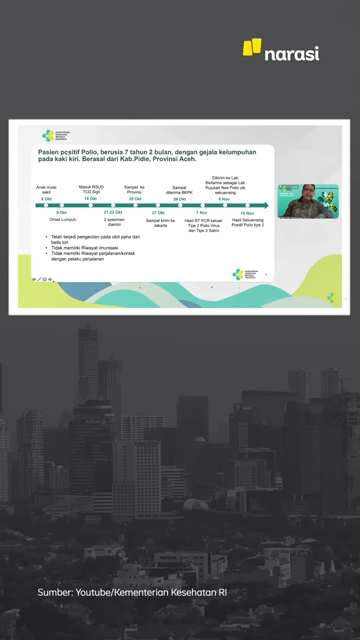 narasi
Pasien positif Polio, berusia 7 tahun 2 bulan, dengan gejala kelumpuhan
pada kaki kiri. Berasal dari Kab.Pidie, Provinsi Aceh.
Anak mulai
sakit
Masuk RSUD
TCD Sigli
Sampel ke
Provinsi
Sampel
diterima BKPK
Dikirim ke Lab
Biofarma sebagai Lab
Rujukan Nas Polio utk
sekuensing
6 Okt
18 Okt
25 Okt
28 Okt
8 Nov
9 Okt
21-22 Okt
27 Okt
7 Nov
10 Nov
Onset Lumpuh
2 spesimen
diambil
Sampel kirim ke
Jakarta
Hasil RT PCR keluar:
Tipe 2 Polio Virus
dan Tipe 3 Sabin
Hasil Sekuensing
Positif Polio tipe 2
• Telah terjadi pengecilan pada otot paha dan
betis kiri
• Tidak memiliki Riwayat Imunisasi
• Tidak memiliki Riwayat perjalanan/kontak
dengan pelaku perjalanan
Sumber: Youtube/Kementerian Kesehatan RI